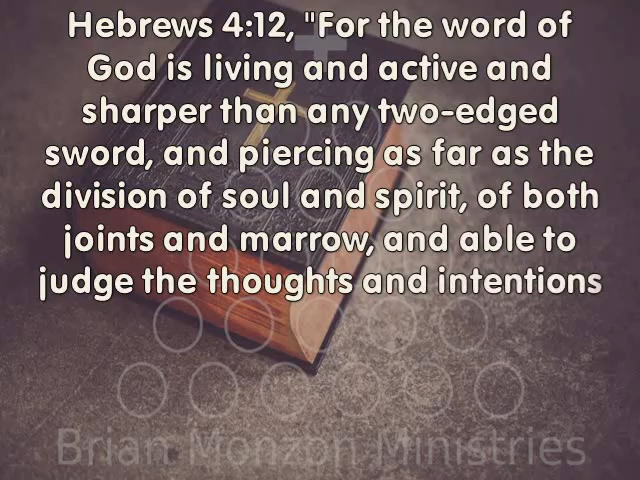 Hebrews 4:12, "For the word of
God is living and active and
sharper than any two-edged
sword, and piercing as far as the
division of soul and spirit, of both
joints and marrow, and able to
judge the thoughts and intentions
Brian Monzon Ministries